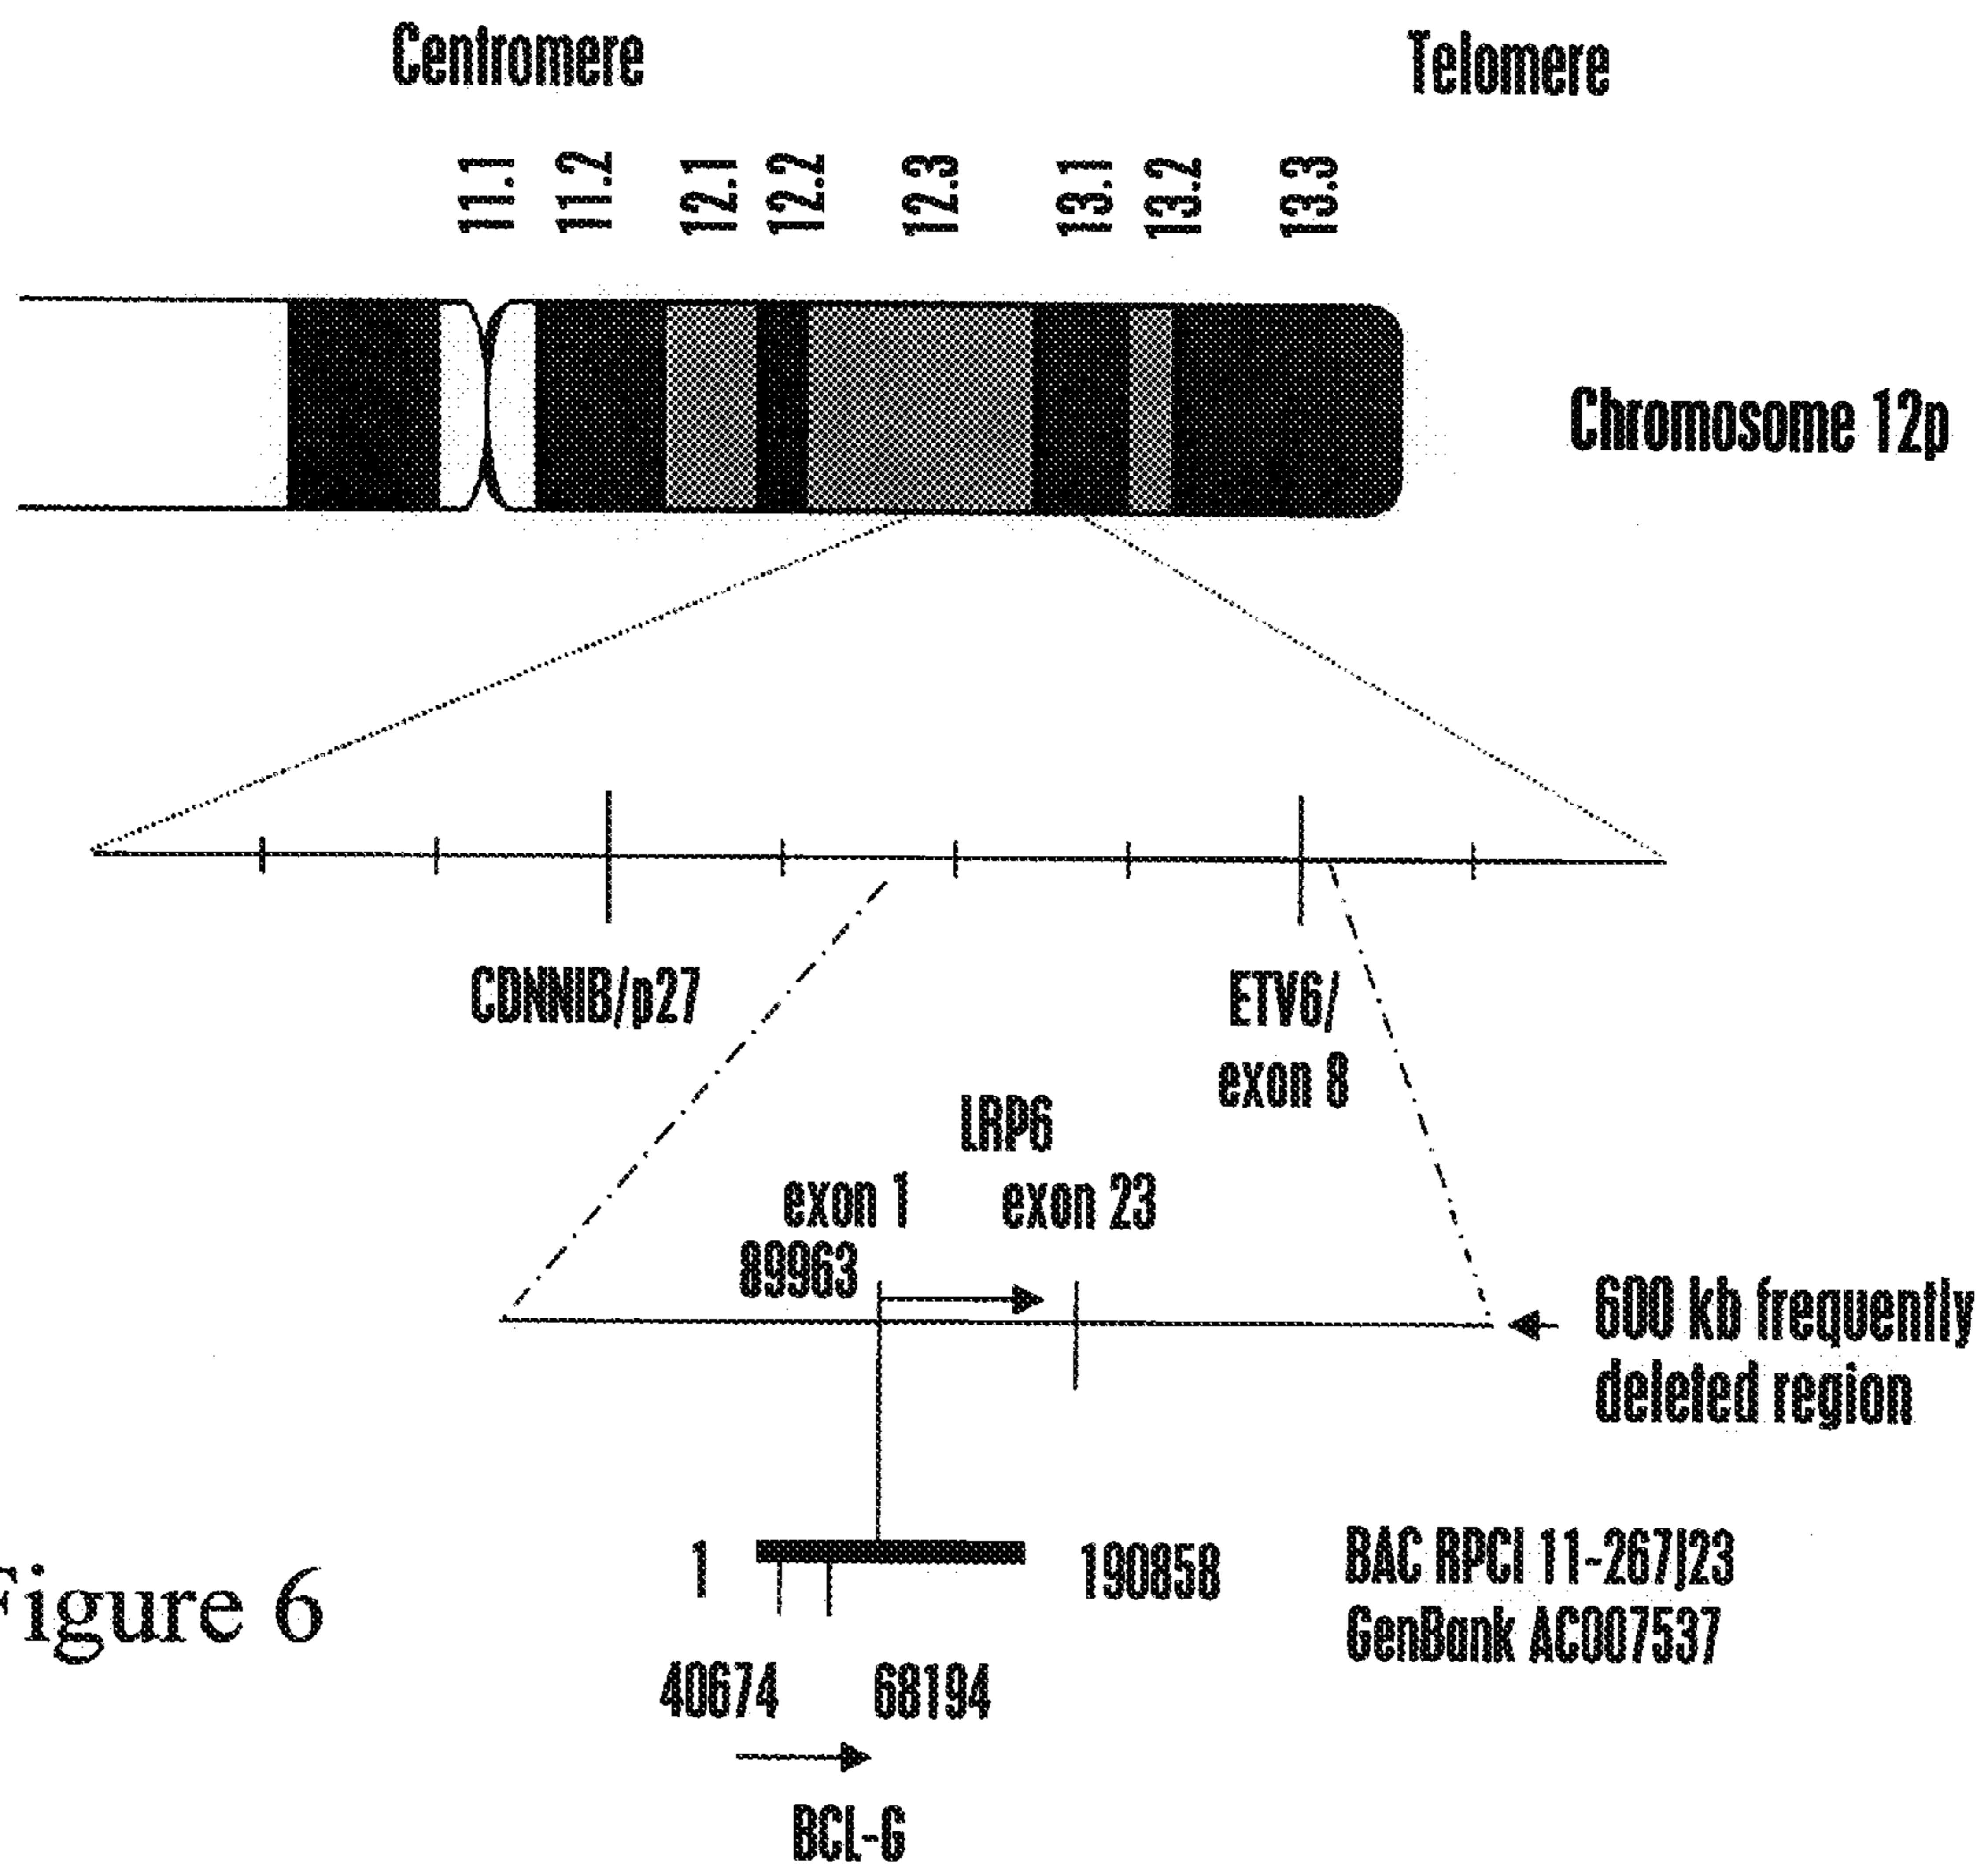 Centromere Telomere
11.1 11.2 12.1 12.2 12.3 13.1 13.2 13.3
Chromosome 12p
CDNNIB/p27
ETV6/
exon 8
LRP6
exon 1 exon 23
89963
600 kb frequently
deleted region
1 190858
BAC RPCI 11-267J23
GenBank AC007537
Figure 6
40674 68194
BCL-G